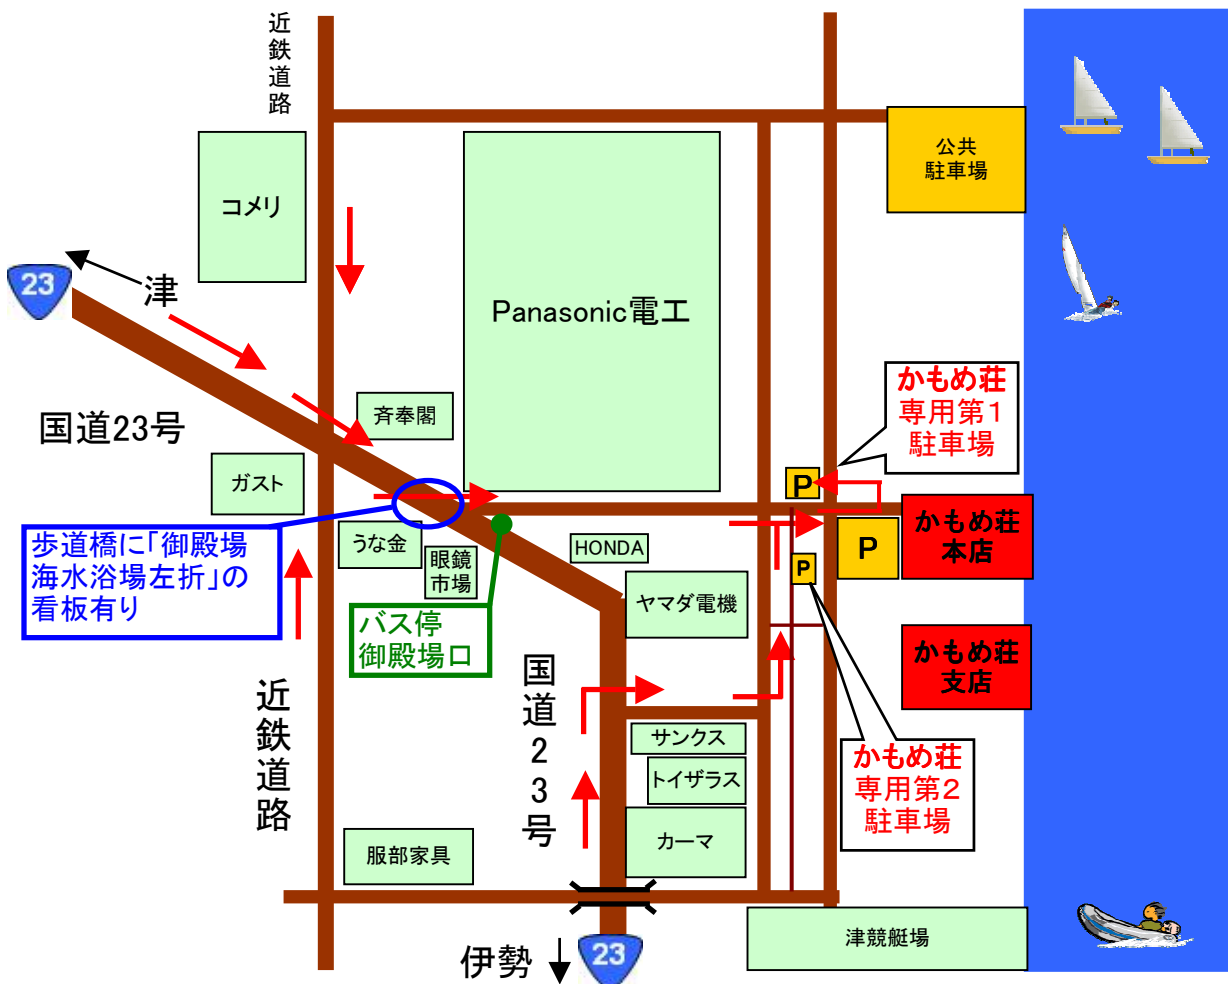 近鉄道路
公共
駐車場
コメリ
23
津
Panasonic電工
かもめ荘
専用第1
駐車場
斉奉閣
国道23号
ガスト
P
歩道橋に「御殿場
海水浴場左折」の
看板有り
うな金
眼鏡
市場
HONDA
P
かもめ荘
本店
P
バス停
御殿場口
ヤマダ電機
かもめ荘
支店
近鉄道路
国道23号
サンクス
トイザラス
カーマ
かもめ荘
専用第2
駐車場
服部家具
津競艇場
伊勢
23